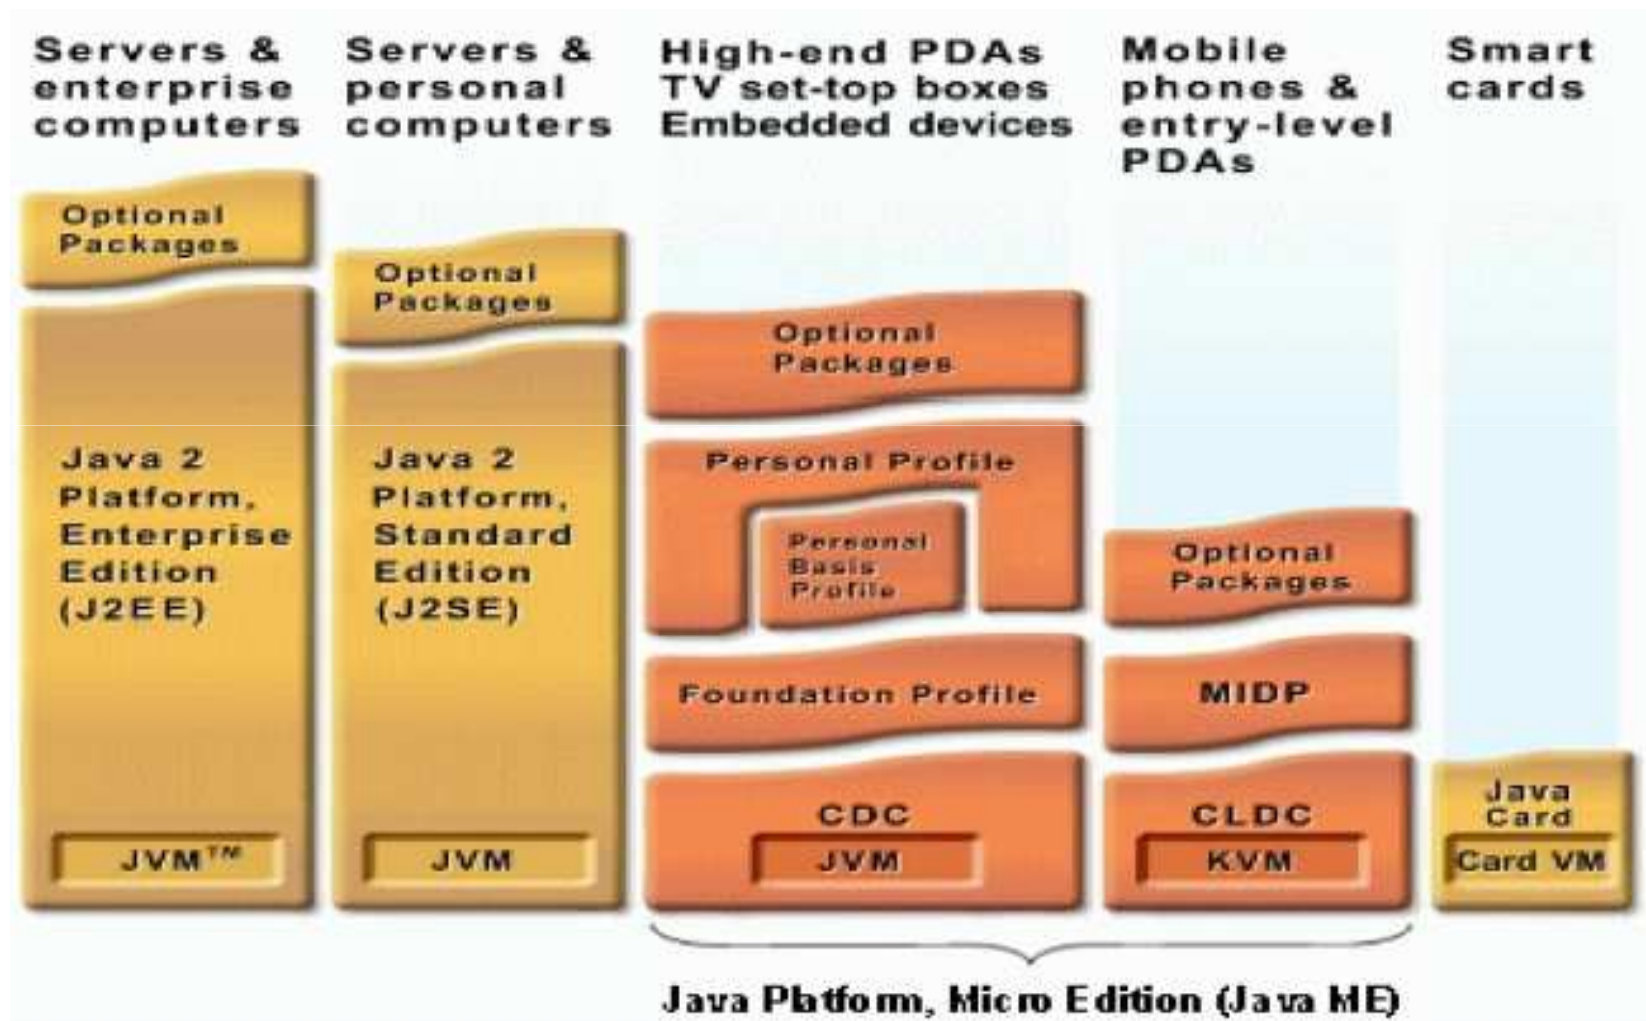 Servers &
enterprise
computers
Servers &
personal
computers
High-end PDAs
TV set-top boxes
Embedded devices
Mobile
phones &
entry-level
PDAs
Smart
cards
Optional
Packages
Java 2
Platform,
Enterprise
Edition
(J2EE)
JVM™
Optional
Packages
Java 2
Platform,
Standard
Edition
(J2SE)
JVM
Optional
Packages
Personal Profile
Personal
Basis
Profile
Foundation Profile
CDC
JVM
Optional
Packages
MIDP
CLDC
KVM
Java
Card
Card VM
Java Platform, Micro Edition (Java ME)